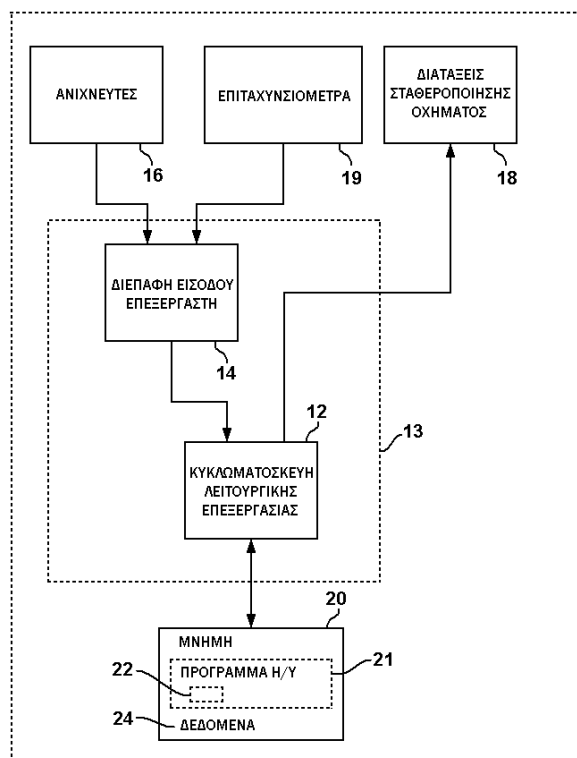 ΑΝΙΧΝΕΥΤΕΣ
16
ΕΠΙΤΑΧΥΝΣΙΟΜΕΤΡΑ
19
ΔΙΑΤΑΞΕΙΣ
ΣΤΑΘΕΡΟΠΟΙΗΣΗΣ
ΟΧΗΜΑΤΟΣ
18
ΔΙΕΠΑΦΗ ΕΙΣΟΔΟΥ
ΕΠΕΞΕΡΓΑΣΤΗ
14
12
13
ΚΥΚΛΩΜΑΤΟΣΚΕΥΗ
ΛΕΙΤΟΥΡΓΙΚΗΣ
ΕΠΕΞΕΡΓΑΣΙΑΣ
20
ΜΝΗΜΗ
21
ΠΡΟΓΡΑΜΜΑ Η/Υ
22
24
ΔΕΔΟΜΕΝΑ